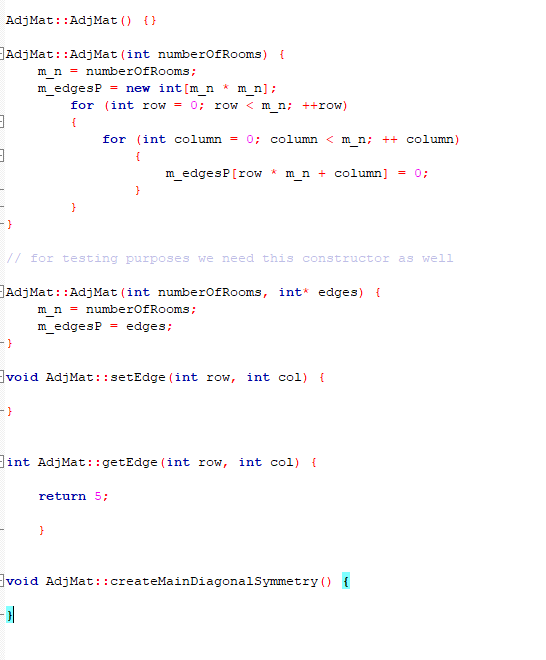 AdjMat::AdjMat() {}
AdjMat::AdjMat(int numberOfRooms) {
m_n = numberOfRooms;
m_edgesP = new int[m_n * m_n];
for (int row = 0; row < m_n; ++row)
{
for (int column = 0; column < m_n; ++ column)
{
m_edgesP[row * m_n + column] = 0;
}
}
}
// for testing purposes we need this constructor as well
AdjMat::AdjMat(int numberOfRooms, int* edges) {
m_n = numberOfRooms;
m_edgesP = edges;
}
void AdjMat::setEdge(int row, int col) {
}
int AdjMat::getEdge(int row, int col) {
return 5;
}
void AdjMat::createMainDiagonalSymmetry() {
}